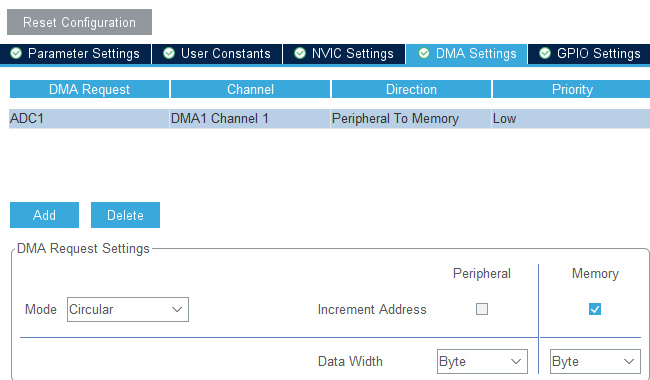 Reset Configuration
Parameter Settings User Constants NVIC Settings DMA Settings GPIO Settings
DMA Request Channel Direction Priority
ADC1 DMA1 Channel 1 Peripheral To Memory Low
Add Delete
DMA Request Settings
Peripheral Memory
Mode Circular Increment Address
Data Width Byte Byte